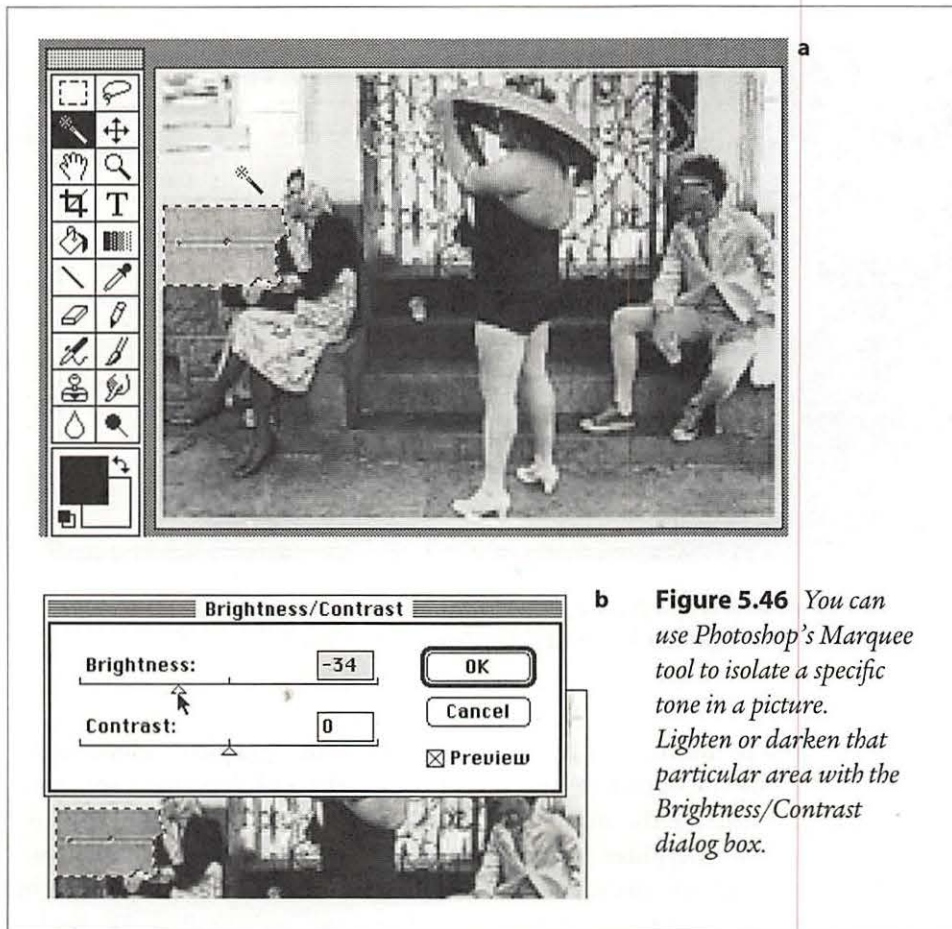 a
T
Brightness/Contrast
Brightness:
-34
OK
Contrast:
0
Cancel
Preview
b
Figure 5.46 You can
use Photoshop's Marquee
tool to isolate a specific
tone in a picture.
Lighten or darken that
particular area with the
Brightness/Contrast
dialog box.